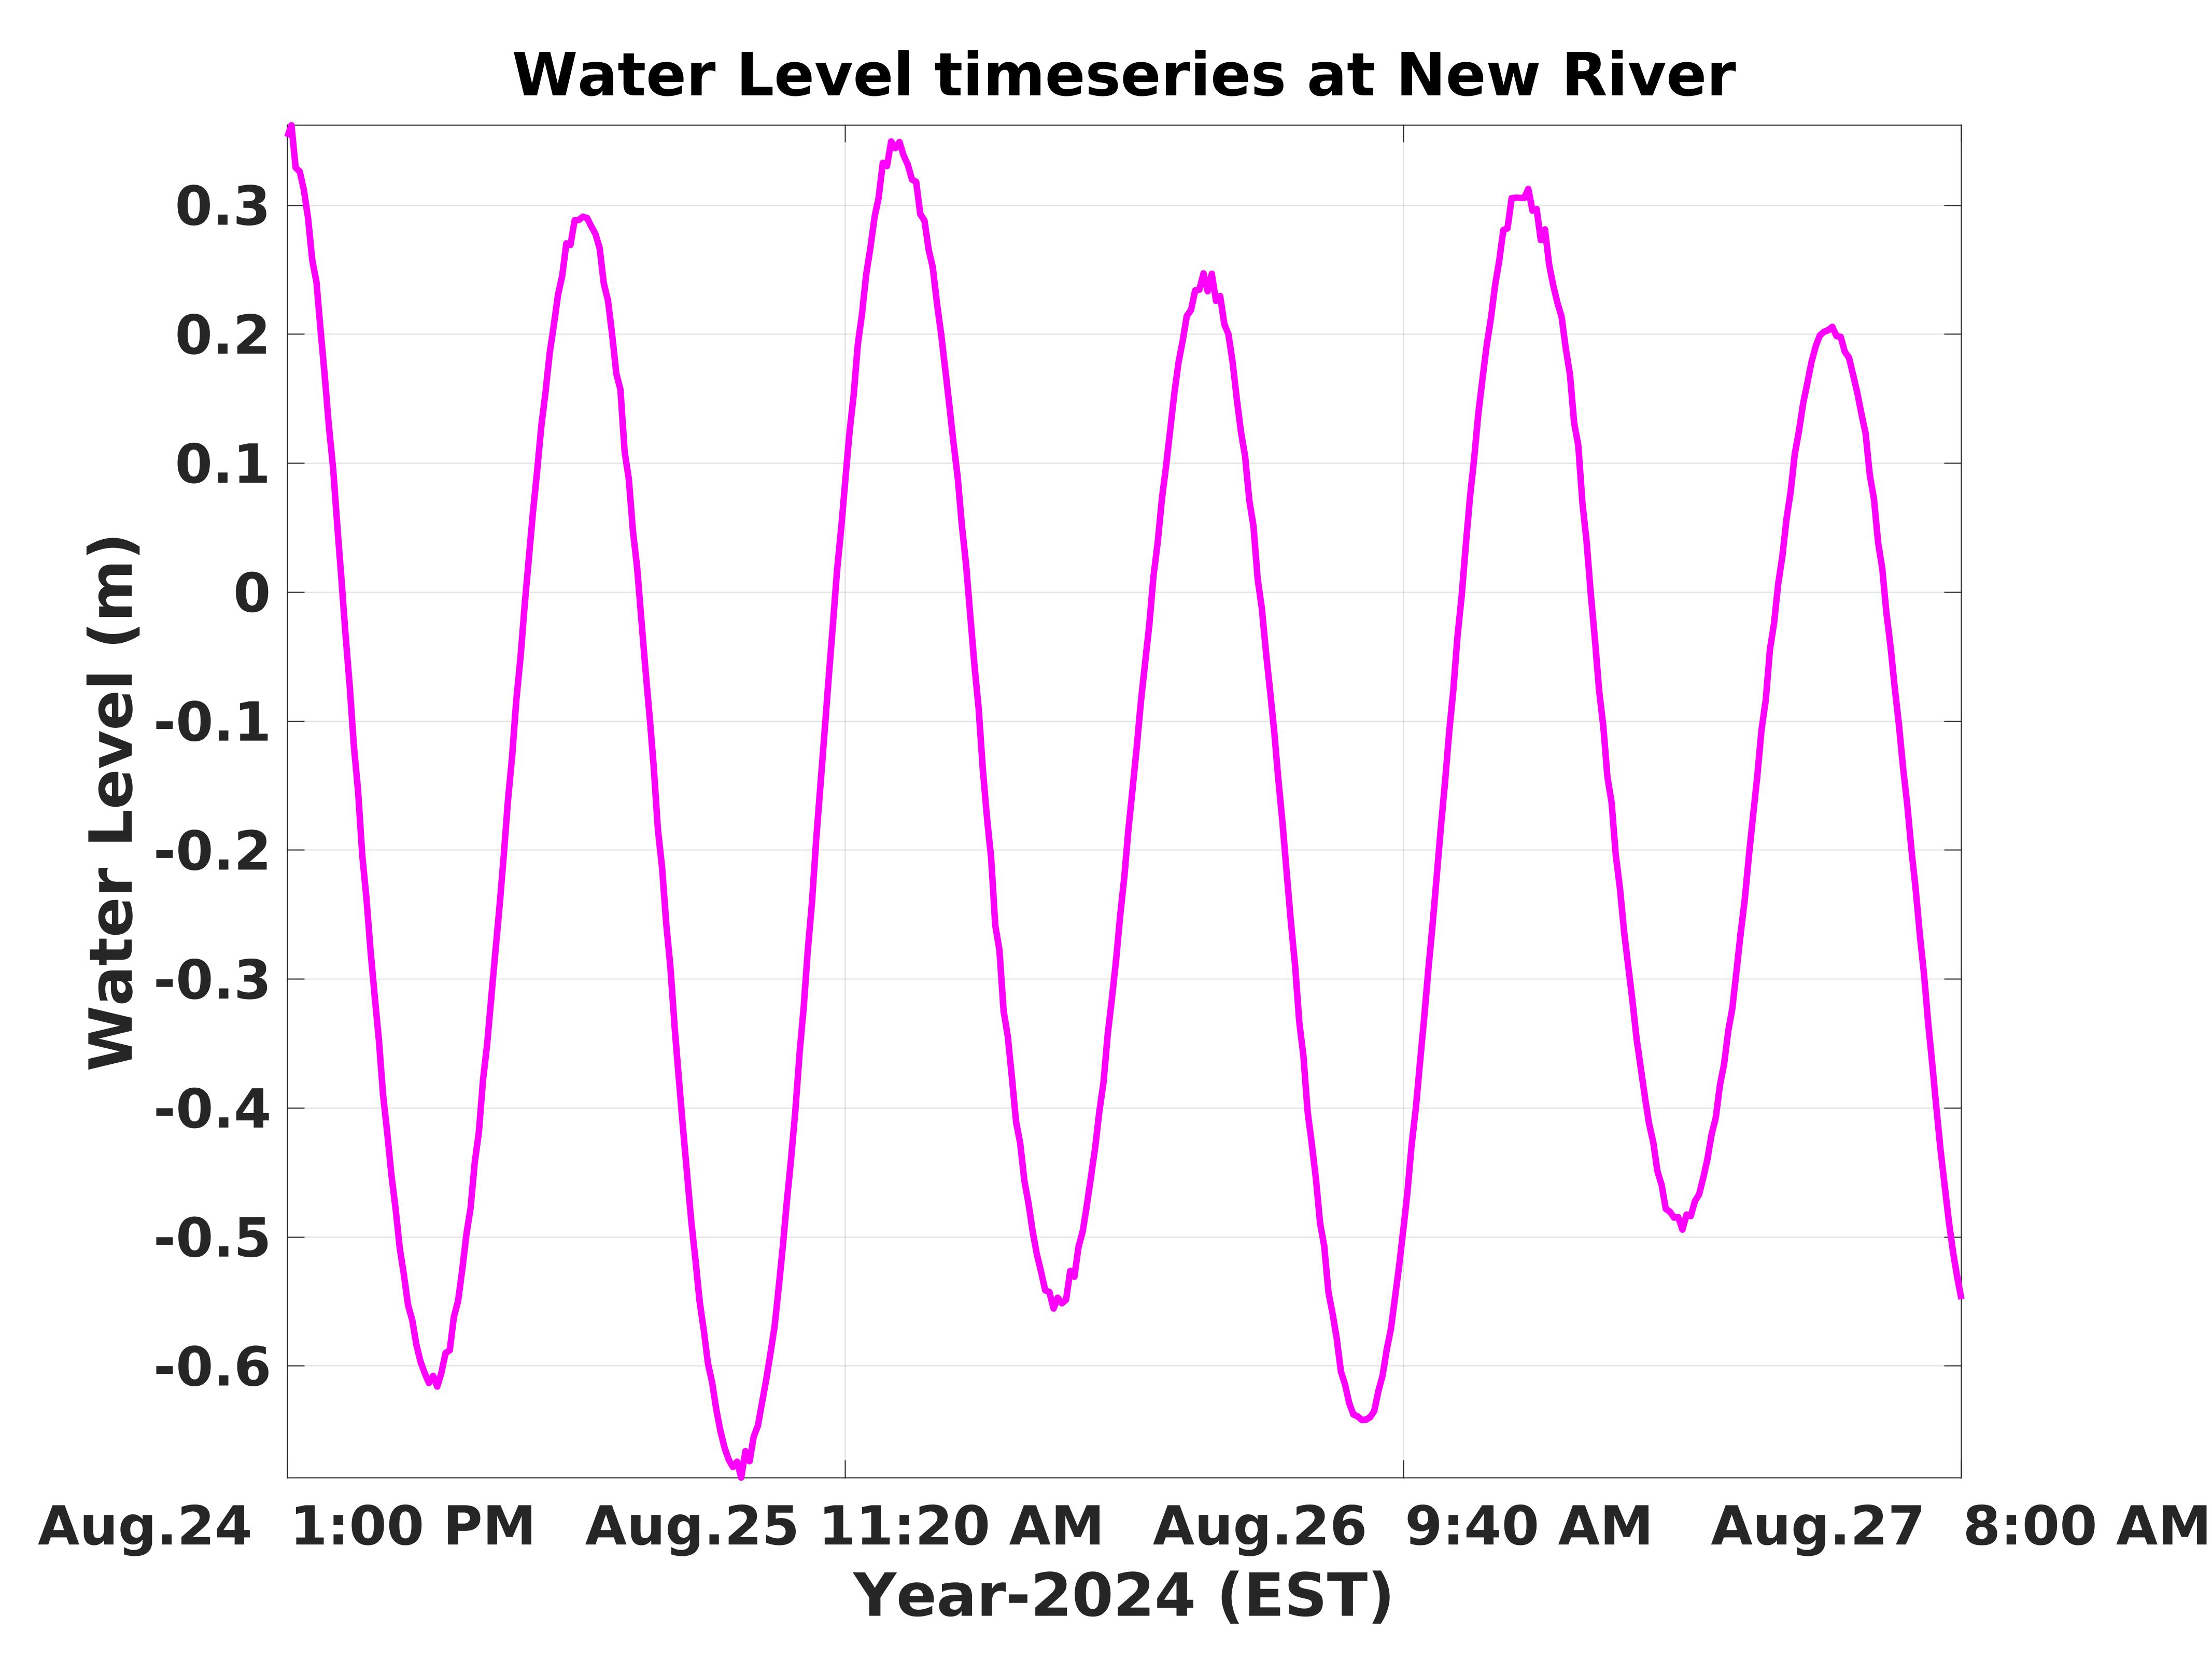 Water Level timeseries at New River
0.3
0.2
0.1
0
-0.1
-0.2
-0.3
-0.4
-0.5
-0.6
Water Level (m)
Aug.24 1:00 PM Aug.25 11:20 AM Aug.26 9:40 AM Aug.27 8:00 AM
Year-2024 (EST)